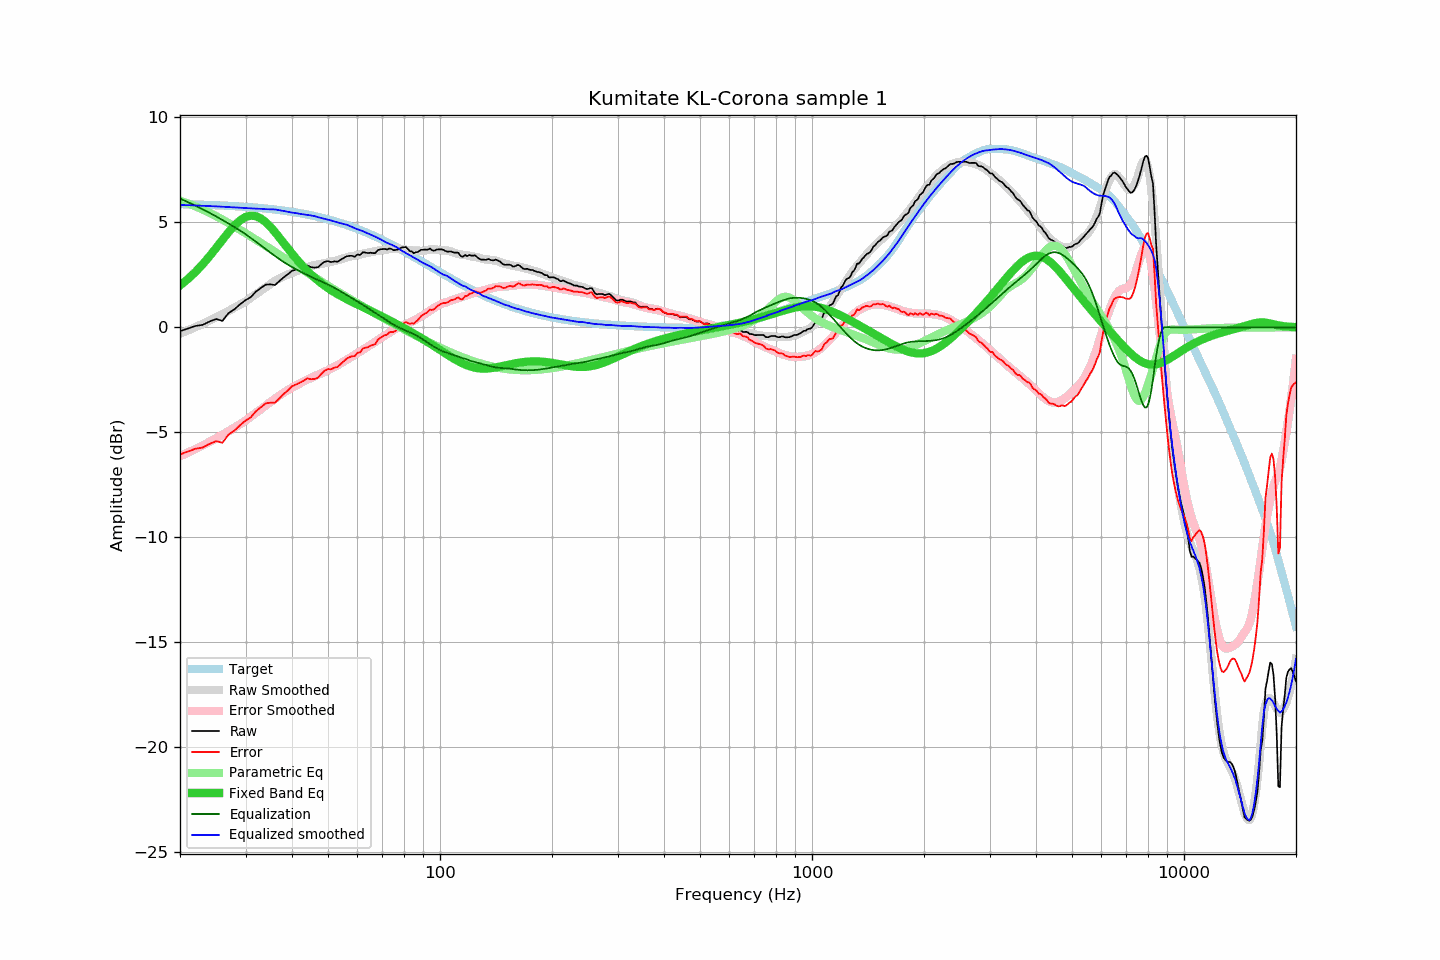 Kumitate KL-Corona sample 1
10
5
0
−5
−10
−15
−20
−25
Amplitude (dBr)
Target
Raw Smoothed
Error Smoothed
Raw
Error
Parametric Eq
Fixed Band Eq
Equalization
Equalized smoothed
100
1000
10000
Frequency (Hz)